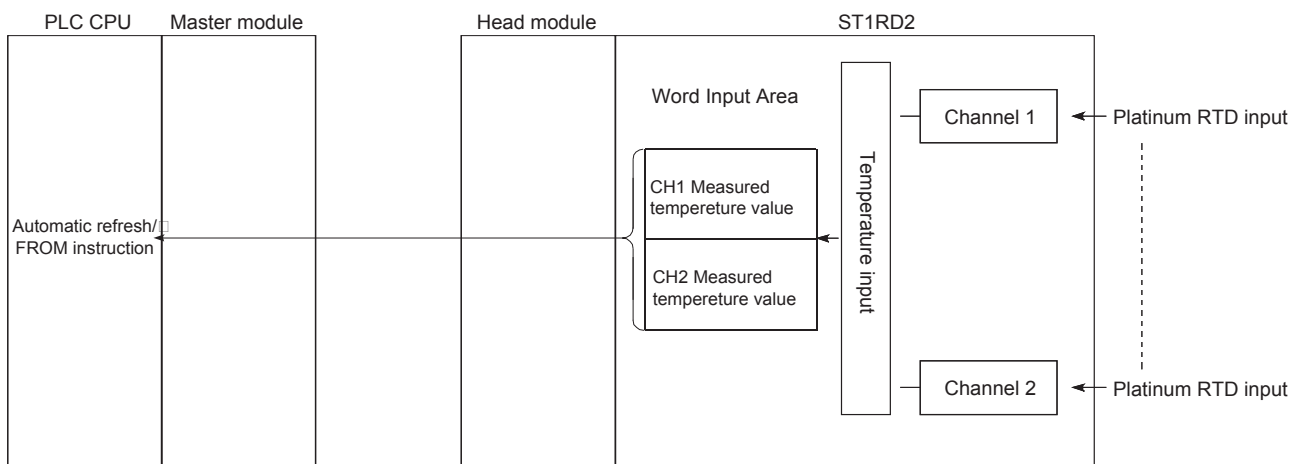 PLC CPU
Master module
Head module
ST1RD2
Word Input Area
Channel 1
Platinum RTD input
Temperature input
CH1 Measured
tempereture value
Automatic refresh/□
FROM instruction
CH2 Measured
tempereture value
Channel 2
Platinum RTD input